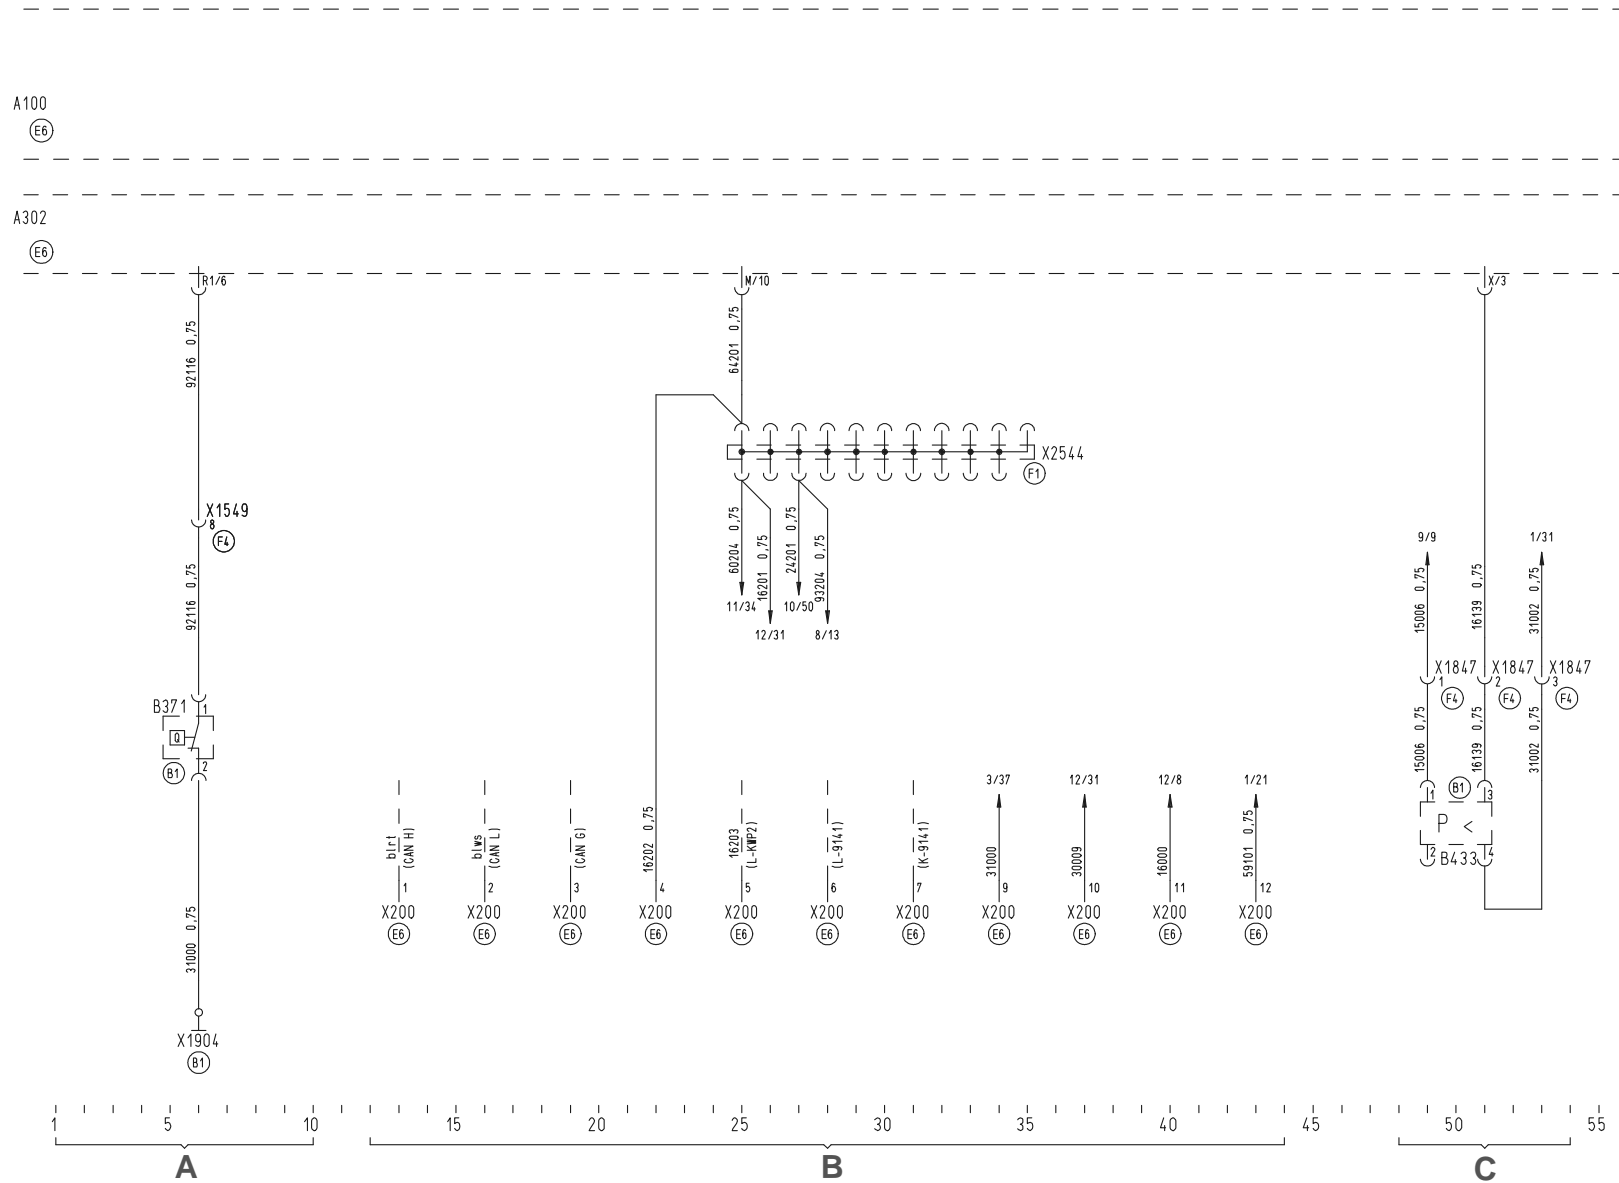 A100
E6
A302
E6
R1/6
M/10
X/3
92116 0,75
64201 0,75
X2544
F1
X1549
8
F4
60204 0,75
16201 0,75
24201 0,75
93204 0,75
11/34
12/31
10/50
8/13
9/9
1/31
15006 0,75
16139 0,75
31002 0,75
92116 0,75
X1847
1
F4
X1847
2
F4
X1847
3
F4
15006 0,75
16139 0,75
31002 0,75
B371
1
Q
2
B1
B1
1
3
P <
2
B433
4
3/37
12/31
12/8
1/21
blrt
(CAN H)
blws
(CAN L)
(CAN G)
16202 0,75
16203
(L-KWP2)
(L-9141)
(K-9141)
31000
30009
16000
59101 0,75
1
2
3
4
5
6
7
9
10
11
12
X200
X200
X200
X200
X200
X200
X200
X200
X200
X200
X200
E6
E6
E6
E6
E6
E6
E6
E6
E6
E6
E6
31000 0,75
X1904
B1
1 5 10 15 20 25 30 35 40 45 50 55
A B C